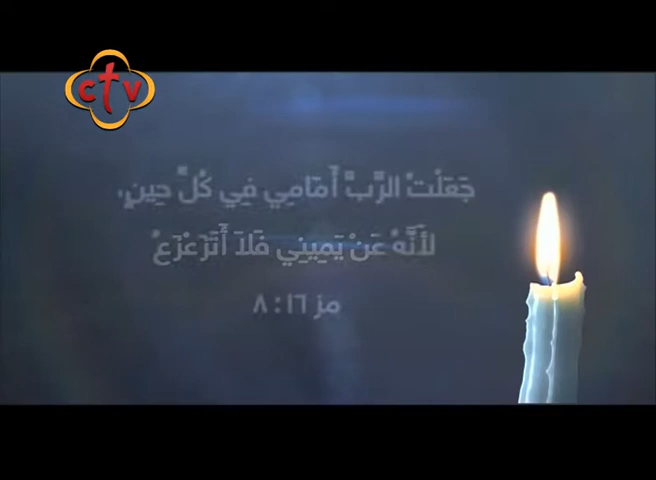 ctv
جَعَلْتُ الرَّبَّ أَمَامِي فِي كُلِّ حِينٍ،
لأَنَّهُ عَنْ يَمِينِي فَلاَ أَتَزَعْزَعُ
مز ١٦ : ٨